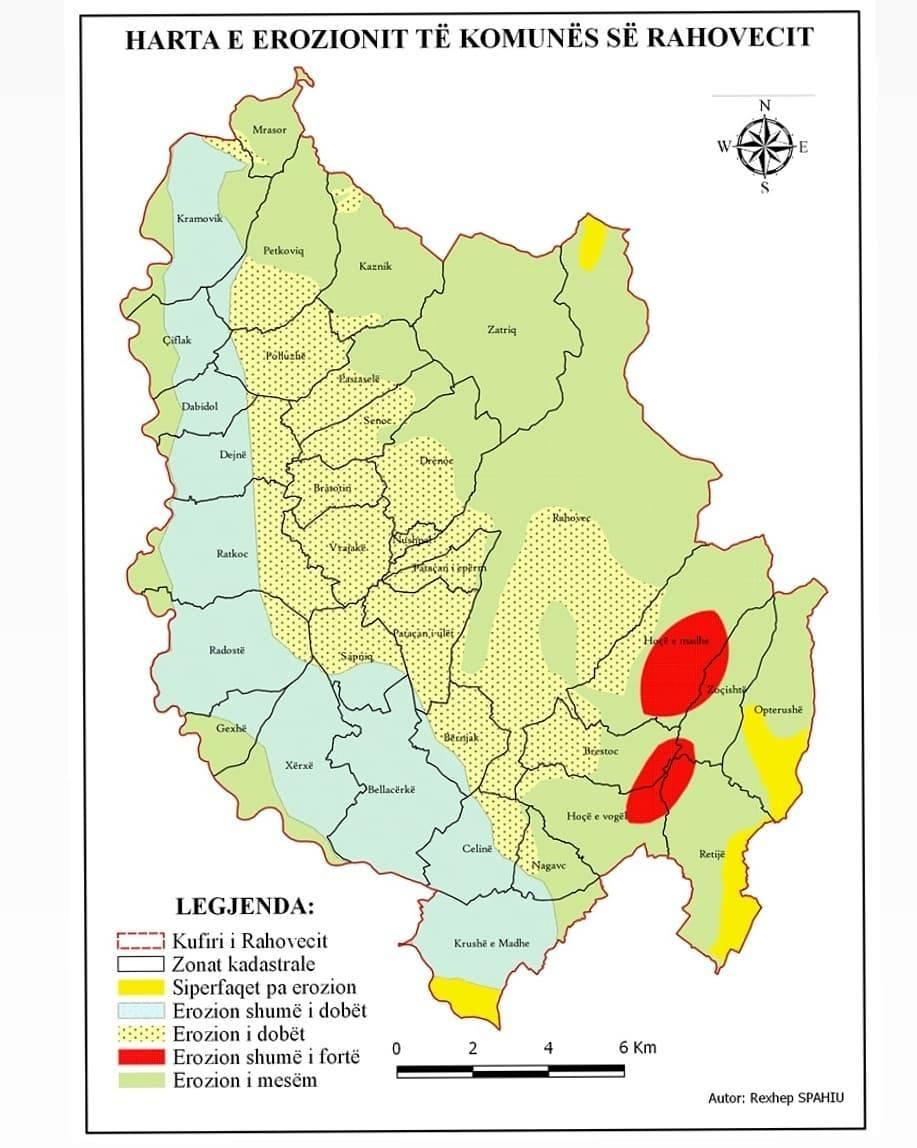 HARTA E EROZIONIT TË KOMUNËS SË RAHOVECIT
N
W E
S
Mrasor
Kramovik
Petkoviq
Kaznik
Zatriq
Çiflak
Polluzhë
Pastaselë
Dabidol
Senoc
Dejnë
Drenoc
Bratotin
Rahovec
Vrajakë
Nushpal
Ratkoc
Pataçan i epërm
Pataçan i ulët
Hoçë e madhe
Radostë
Sapniq
Zoçishtë
Opterushë
Gexhë
Bërnjak
Brestoc
Xërxë
Bellacërkë
Hoçë e vogël
Celinë
Retijë
Nagavc
Krushë e Madhe
LEGJENDA:
Kufiri i Rahovecit
Zonat kadastrale
Siperfaqet pa erozion
Erozion shumë i dobët
Erozion i dobët
Erozion shumë i fortë
Erozion i mesëm
0 2 4 6 Km
Autor: Rexhep SPAHIU